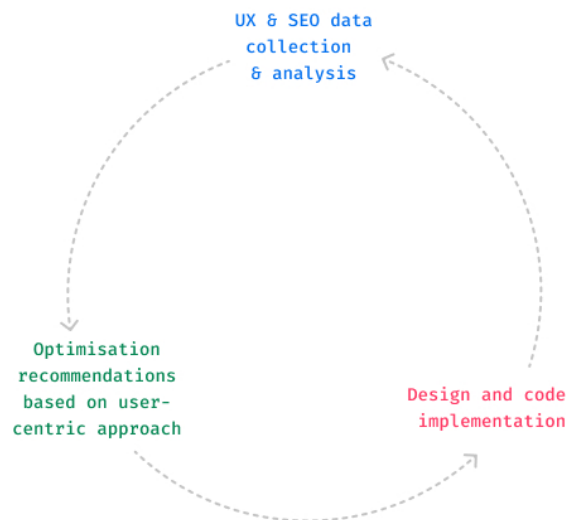 UX & SEO data
collection
& analysis
Optimisation
recommendations
based on user-
centric approach
Design and code
implementation